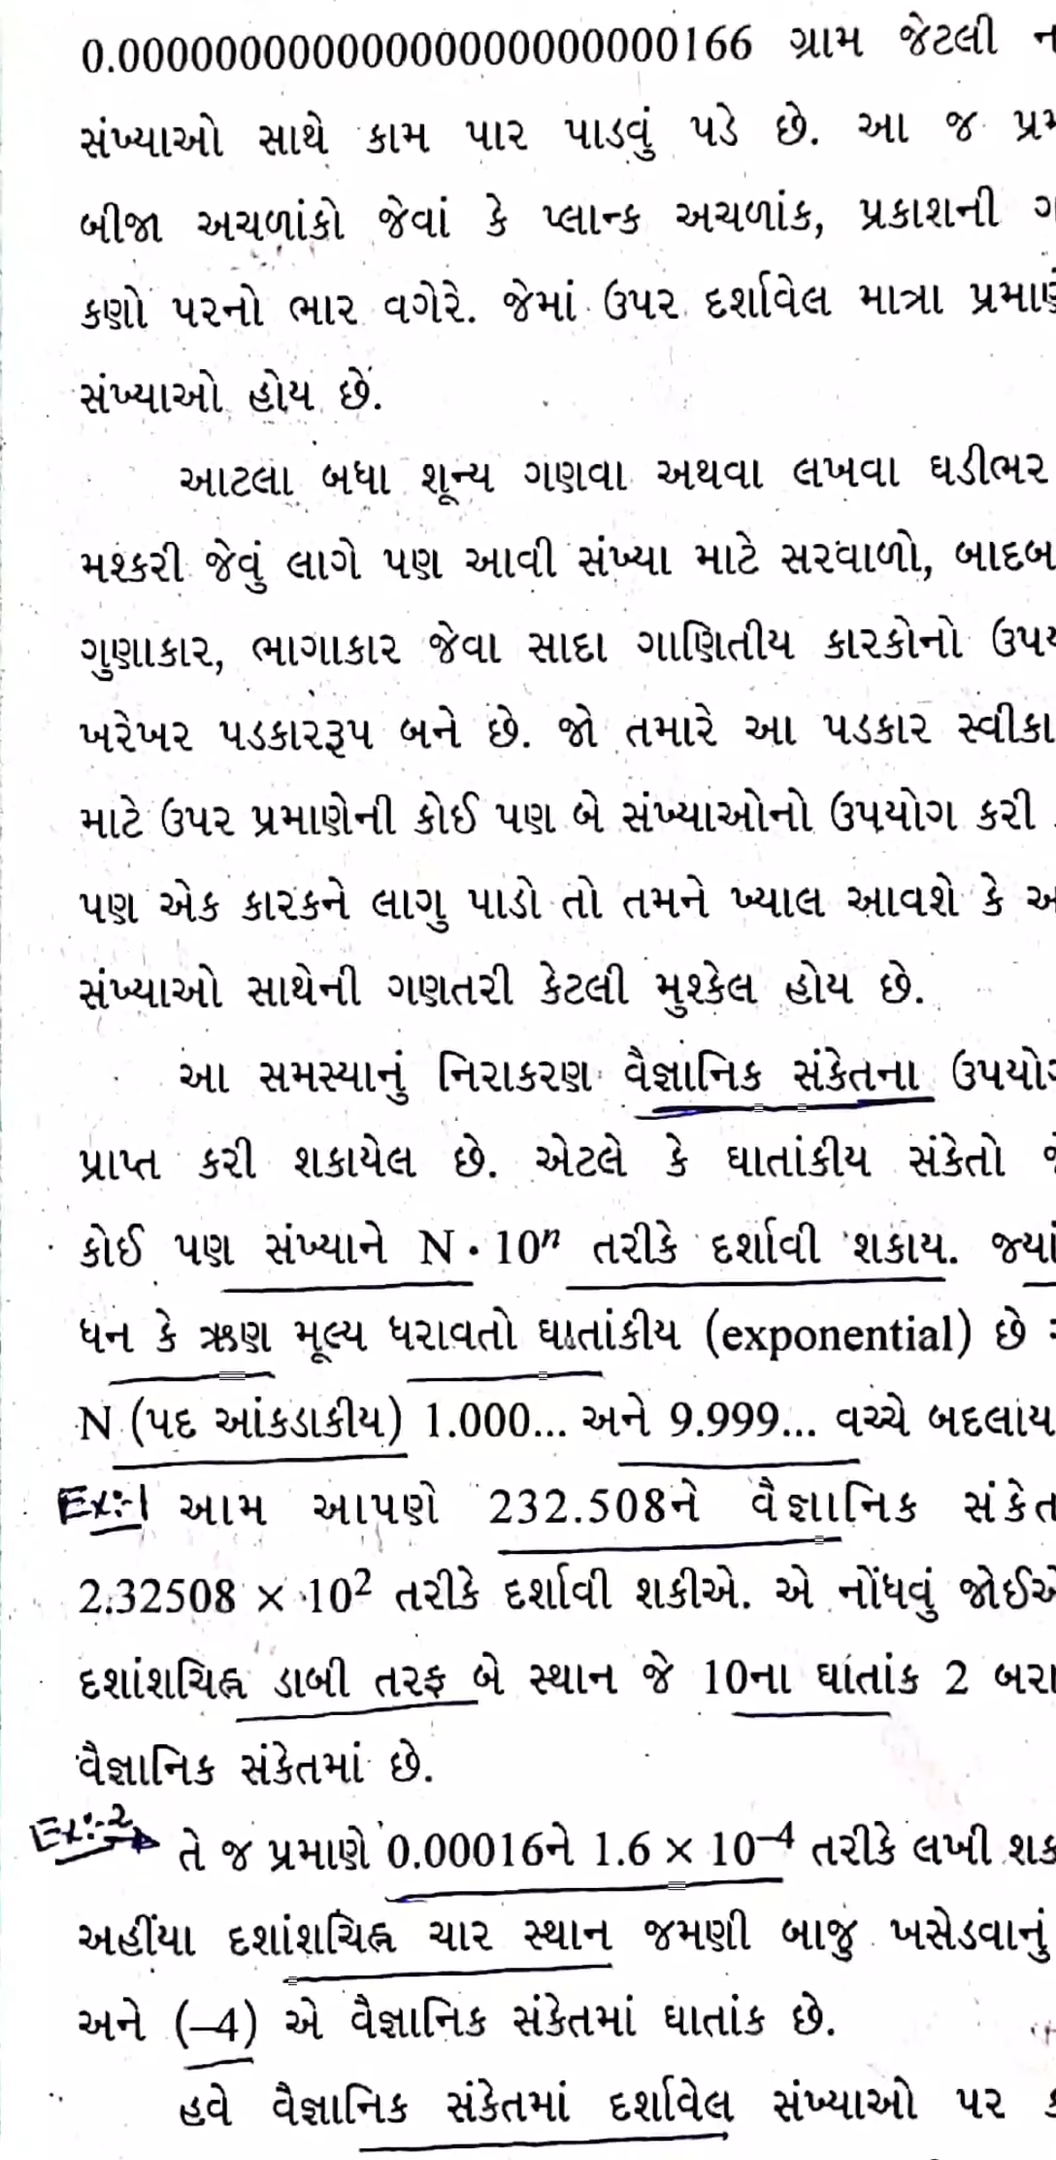 0.00000000000000000000000166 ગ્રામ જેટલી
સંખ્યાઓ સાથે કામ પાર પાડવું પડે છે. આ જ
બીજા અચળાંકો જેવાં કે પ્લાન્ક અચળાંક, પ્રકાશની
કણો પરનો ભાર વગેરે. જેમાં ઉપર દર્શાવેલ માત્રા
સંખ્યાઓ હોય છે.
આટલા બધા શૂન્ય ગણવા અથવા લખવા ઘડીભર
મશ્કરી જેવું લાગે પણ આવી સંખ્યા માટે સરવાળો,
ગુણાકાર, ભાગાકાર જેવા સાદા ગાણિતીય કારકોનો
ખરેખર પડકારરૂપ બને છે. જો તમારે આ પડકાર
માટે ઉપર પ્રમાણેની કોઈ પણ બે સંખ્યાઓનો ઉપયોગ કરી
પણ એક કારકને લાગુ પાડો તો તમને ખ્યાલ આવશે કે
સંખ્યાઓ સાથેની ગણતરી કેટલી મુશ્કેલ હોય છે.
આ સમસ્યાનું નિરાકરણ વૈજ્ઞાનિક સંકેતના
પ્રાપ્ત કરી શકાયેલ છે. એટલે કે ઘાતાંકીય સંકેતો
કોઈ પણ સંખ્યાને N · 10ⁿ તરીકે દર્શાવી શકાય. જ્યાં
ધન કે ઋણ મૂલ્ય ધરાવતો ઘાતાંકીય (exponential) છે
N (પદ આંકડાકીય) 1.000... અને 9.999... વચ્ચે બદલાય
Ex:-1 આમ આપણે 232.508ને વૈજ્ઞાનિક સંકેત
2.32508 × 10² તરીકે દર્શાવી શકીએ. એ નોંધવું
દશાંશચિહ્ન ડાબી તરફ બે સ્થાન જે 10ના ઘાતાંક 2
વૈજ્ઞાનિક સંકેતમાં છે.
Ex:-2 તે જ પ્રમાણે 0.00016ને 1.6 × 10⁻⁴ તરીકે લખી
અહીંયા દશાંશચિહ્ન ચાર સ્થાન જમણી બાજુ ખસેડવાનું
અને (–4) એ વૈજ્ઞાનિક સંકેતમાં ઘાતાંક છે.
હવે વૈજ્ઞાનિક સંકેતમાં દર્શાવેલ સંખ્યાઓ પર